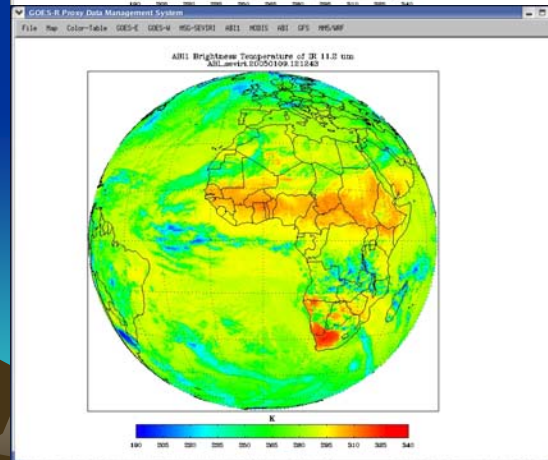 GOES-R Proxy Data Management System
File Map Color-Table GOES-E GOES-W MSG-SEVIRI ABI1 MODIS ABI GFS MM5/WRF
ABI1 Brightness Temperature of IR 11.2 um
K
190 205 220 235 250 265 280 295 310 325 340